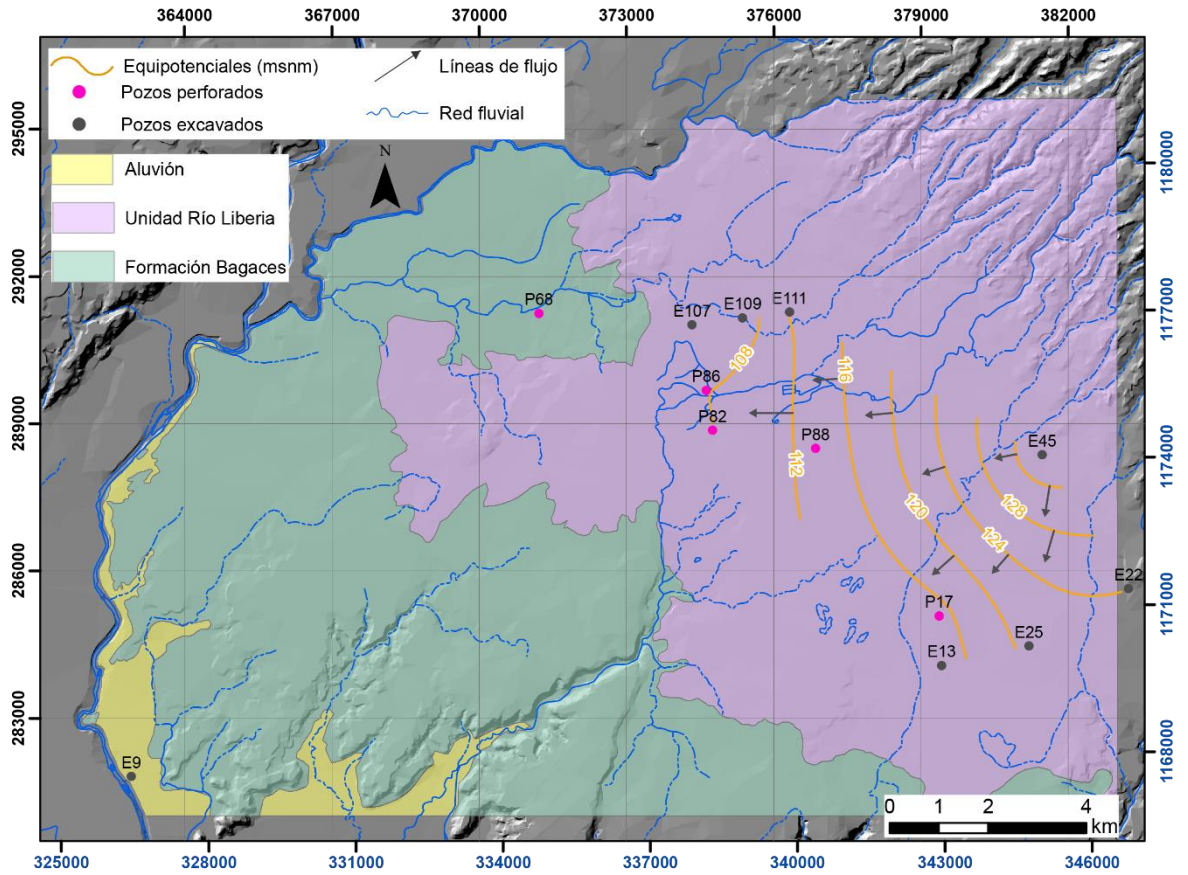 364000 367000 370000 373000 376000 379000 382000
Equipotenciales (msnm)
Líneas de flujo
Pozos perforados
Red fluvial
Pozos excavados
Aluvión
Unidad Río Liberia
Formación Bagaces
N
295000
292000
289000
286000
283000
1180000
1177000
1174000
1171000
1168000
P68
E107
E109
E111
108
116
P86
P82
P88
112
E45
120
128
124
E22
P17
E25
E13
E9
0 1 2 4
km
325000 328000 331000 334000 337000 340000 343000 346000